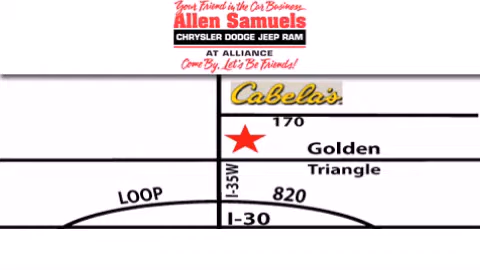 Your Friend in the Car Business
Allen Samuels
CHRYSLER DODGE JEEP RAM
AT ALLIANCE
Come By, Let's Be Friends!
Cabela's
170
Golden
Triangle
I-35W
LOOP 820
I-30